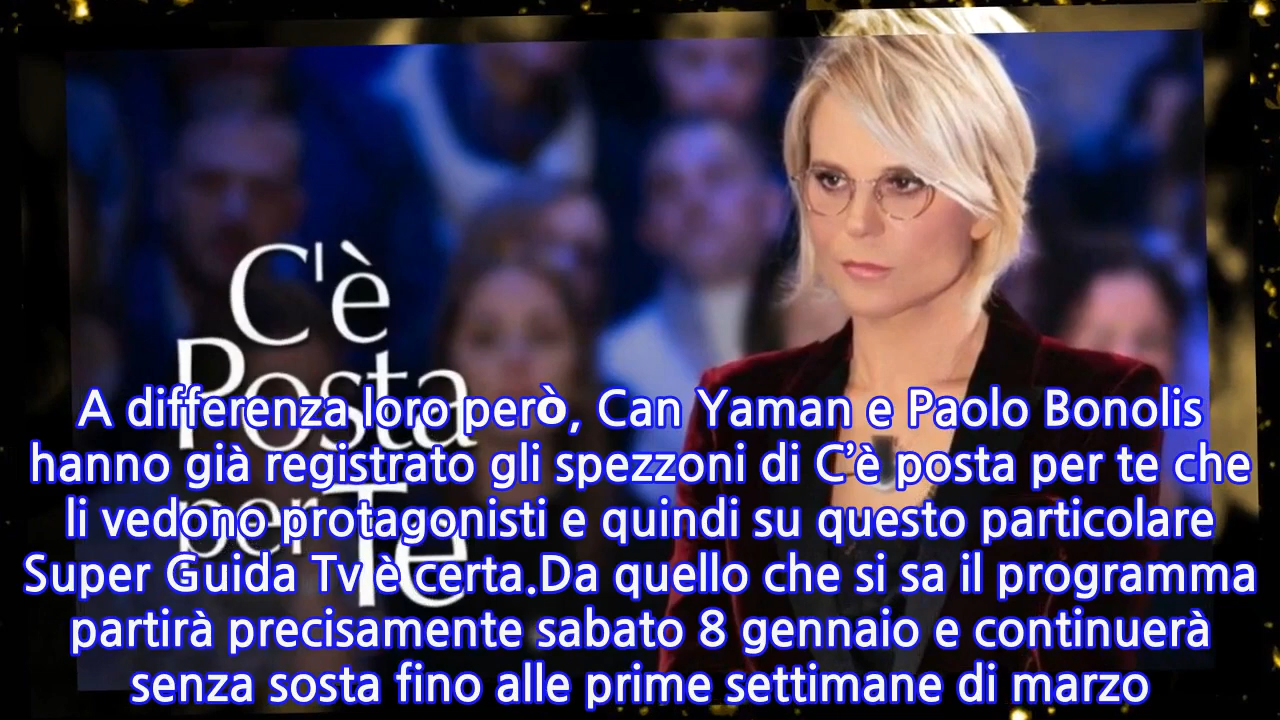 C'è
Posta
per Te
A differenza loro però, Can Yaman e Paolo Bonolis
hanno già registrato gli spezzoni di C’è posta per te che
li vedono protagonisti e quindi su questo particolare
Super Guida Tv è certa.Da quello che si sa il programma
partirà precisamente sabato 8 gennaio e continuerà
senza sosta fino alle prime settimane di marzo